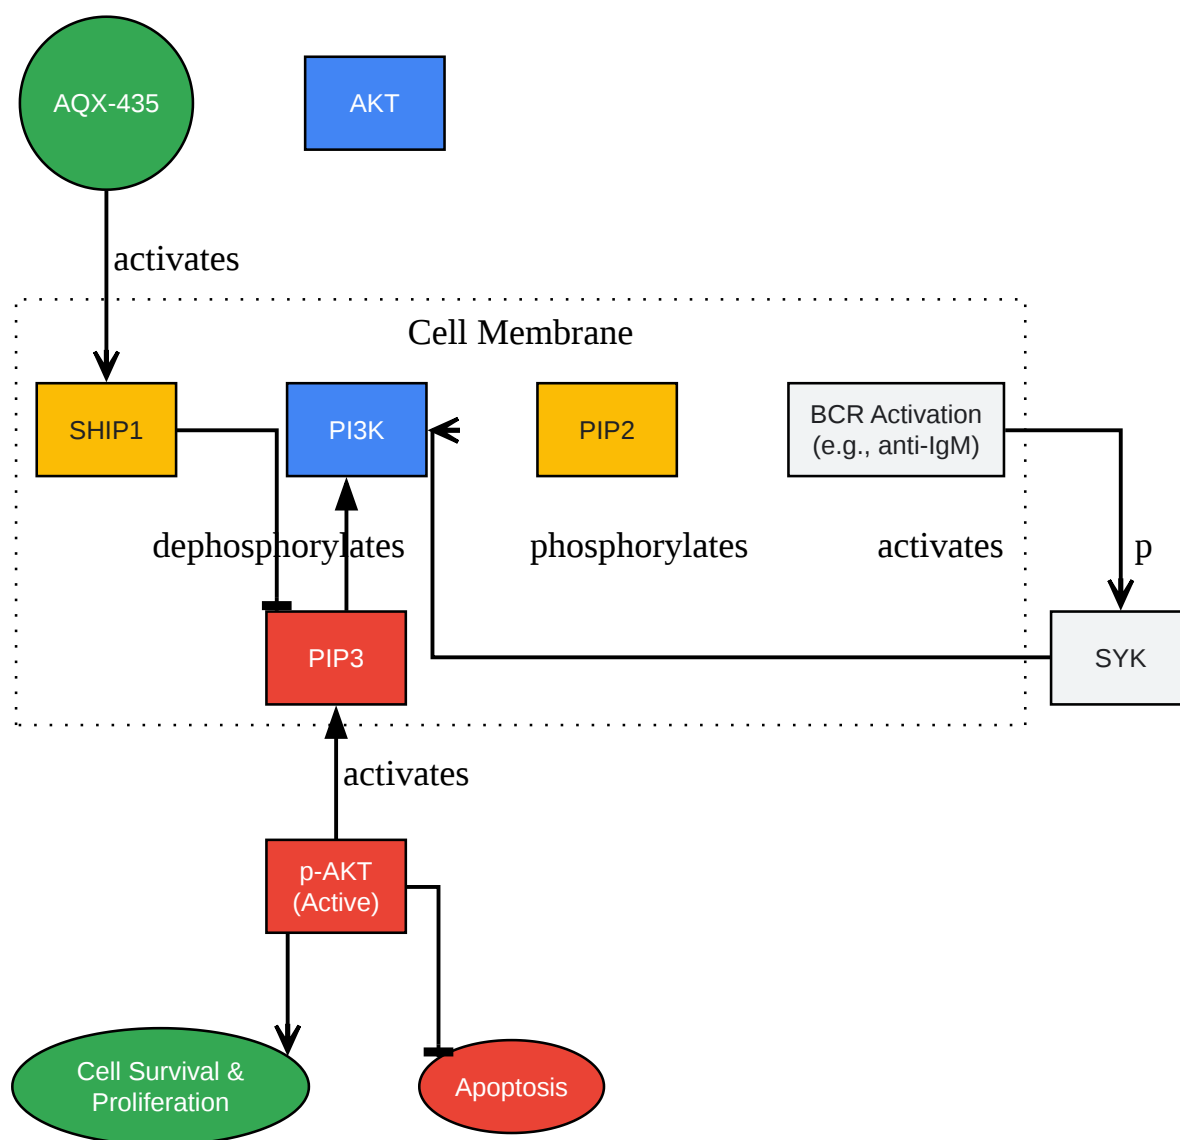 AQX-435
AKT
activates
Cell Membrane
SHIP1
PI3K
PIP2
BCR Activation
(e.g., anti-IgM)
dephosphorylates
phosphorylates
activates
p
PIP3
SYK
activates
p-AKT
(Active)
Cell Survival &
Proliferation
Apoptosis